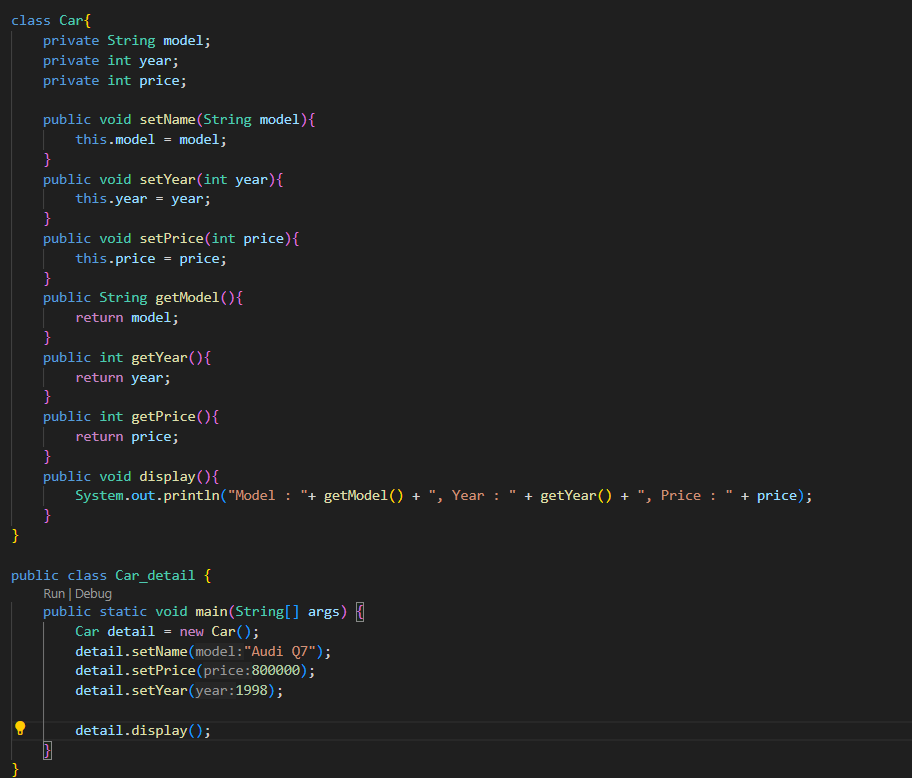 class Car{
    private String model;
    private int year;
    private int price;

    public void setName(String model){
        this.model = model;
    }
    public void setYear(int year){
        this.year = year;
    }
    public void setPrice(int price){
        this.price = price;
    }
    public String getModel(){
        return model;
    }
    public int getYear(){
        return year;
    }
    public int getPrice(){
        return price;
    }
    public void display(){
        System.out.println("Model : "+ getModel() + ", Year : " + getYear() + ", Price : " + price);
    }
}

public class Car_detail {
    Run | Debug
    public static void main(String[] args) {
        Car detail = new Car();
        detail.setName(model:"Audi Q7");
        detail.setPrice(price:800000);
        detail.setYear(year:1998);

        detail.display();
    }
}